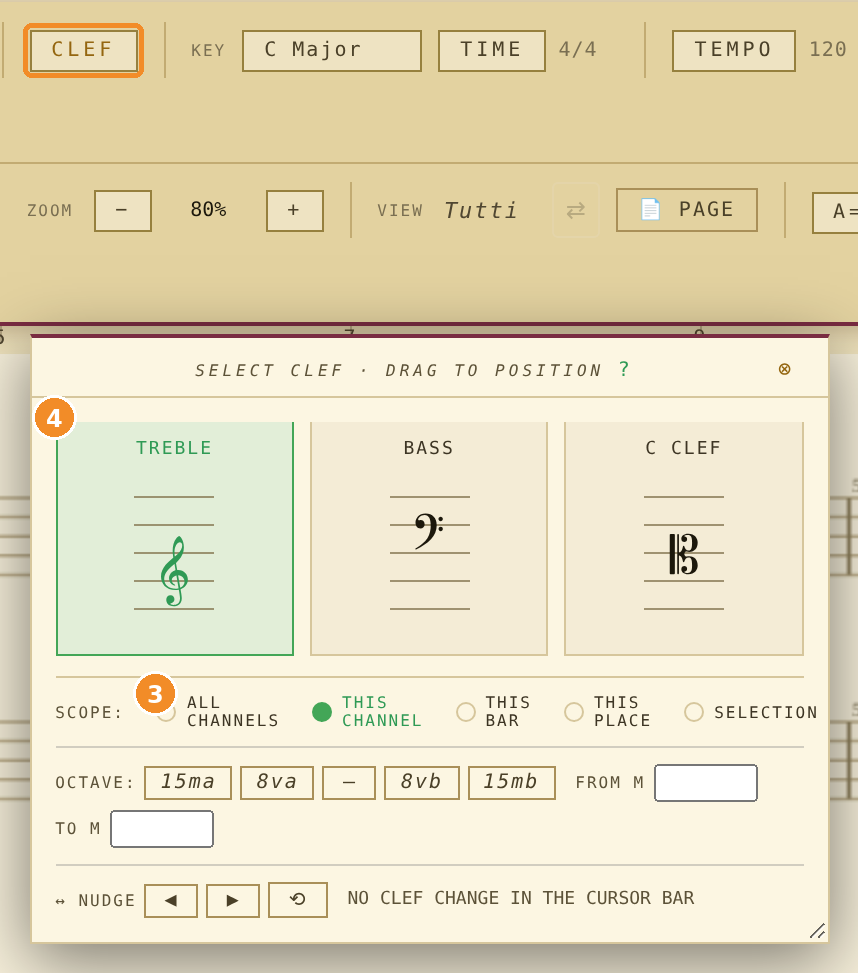 CLEF KEY C Major TIME 4/4 TEMPO 120
ZOOM − 80% + VIEW Tutti ⇄ PAGE A=
7
SELECT CLEF · DRAG TO POSITION ? ⊗
4
TREBLE BASS C CLEF
3
SCOPE: ALL CHANNELS THIS CHANNEL THIS BAR THIS PLACE SELECTION
OCTAVE: 15ma 8va — 8vb 15mb FROM M
TO M
↔ NUDGE ◀ ▶ ⟲ NO CLEF CHANGE IN THE CURSOR BAR